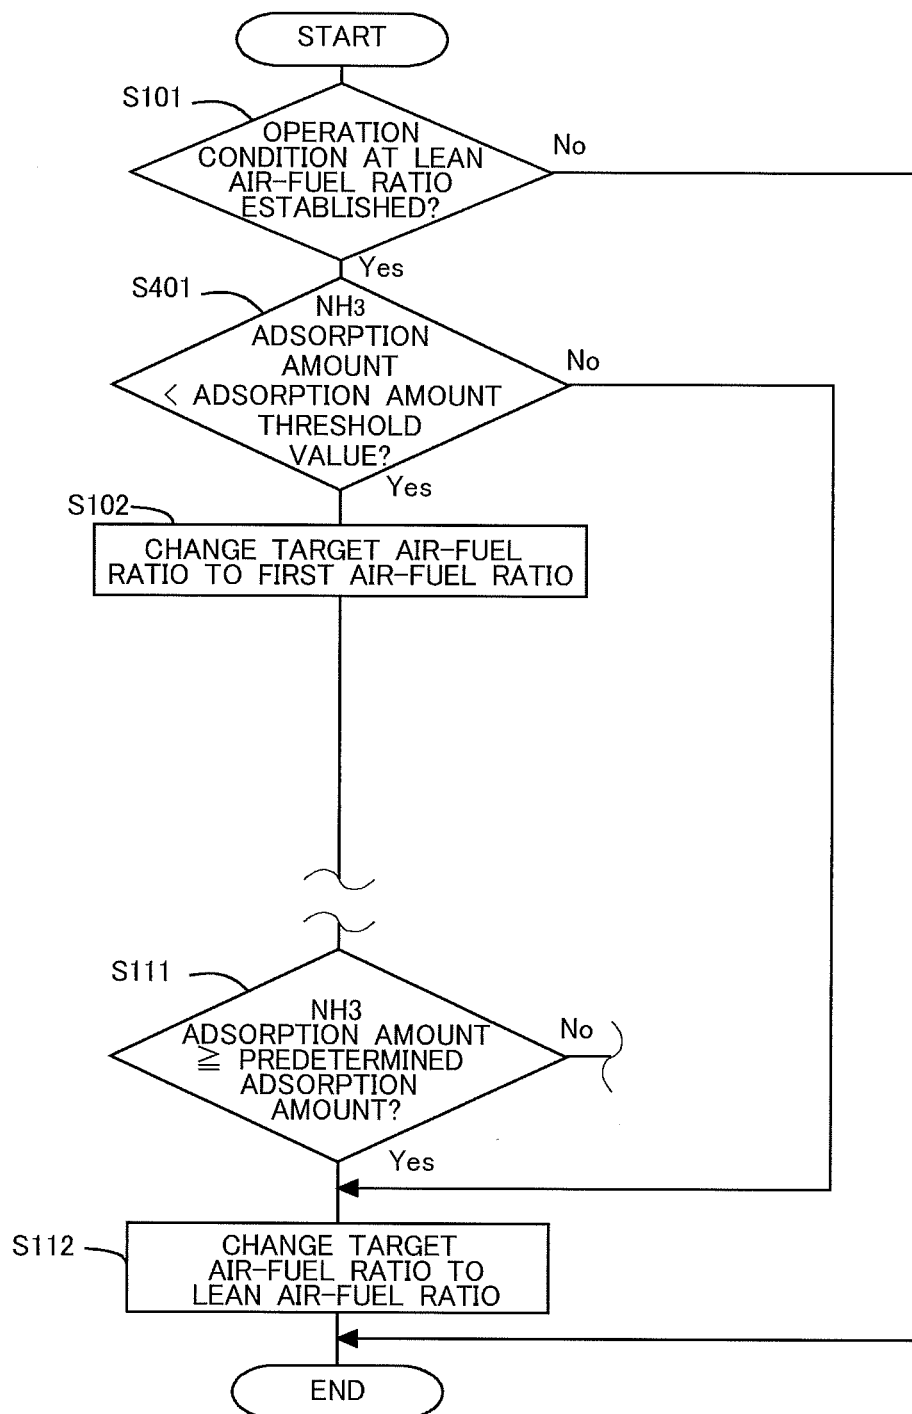 START
S101
OPERATION
CONDITION AT LEAN
AIR-FUEL RATIO
ESTABLISHED?
No
Yes
S401
NH3
ADSORPTION
AMOUNT
< ADSORPTION AMOUNT
THRESHOLD
VALUE?
No
Yes
S102
CHANGE TARGET AIR-FUEL
RATIO TO FIRST AIR-FUEL RATIO
S111
NH3
ADSORPTION AMOUNT
≧ PREDETERMINED
ADSORPTION
AMOUNT?
No
Yes
S112
CHANGE TARGET
AIR-FUEL RATIO TO
LEAN AIR-FUEL RATIO
END